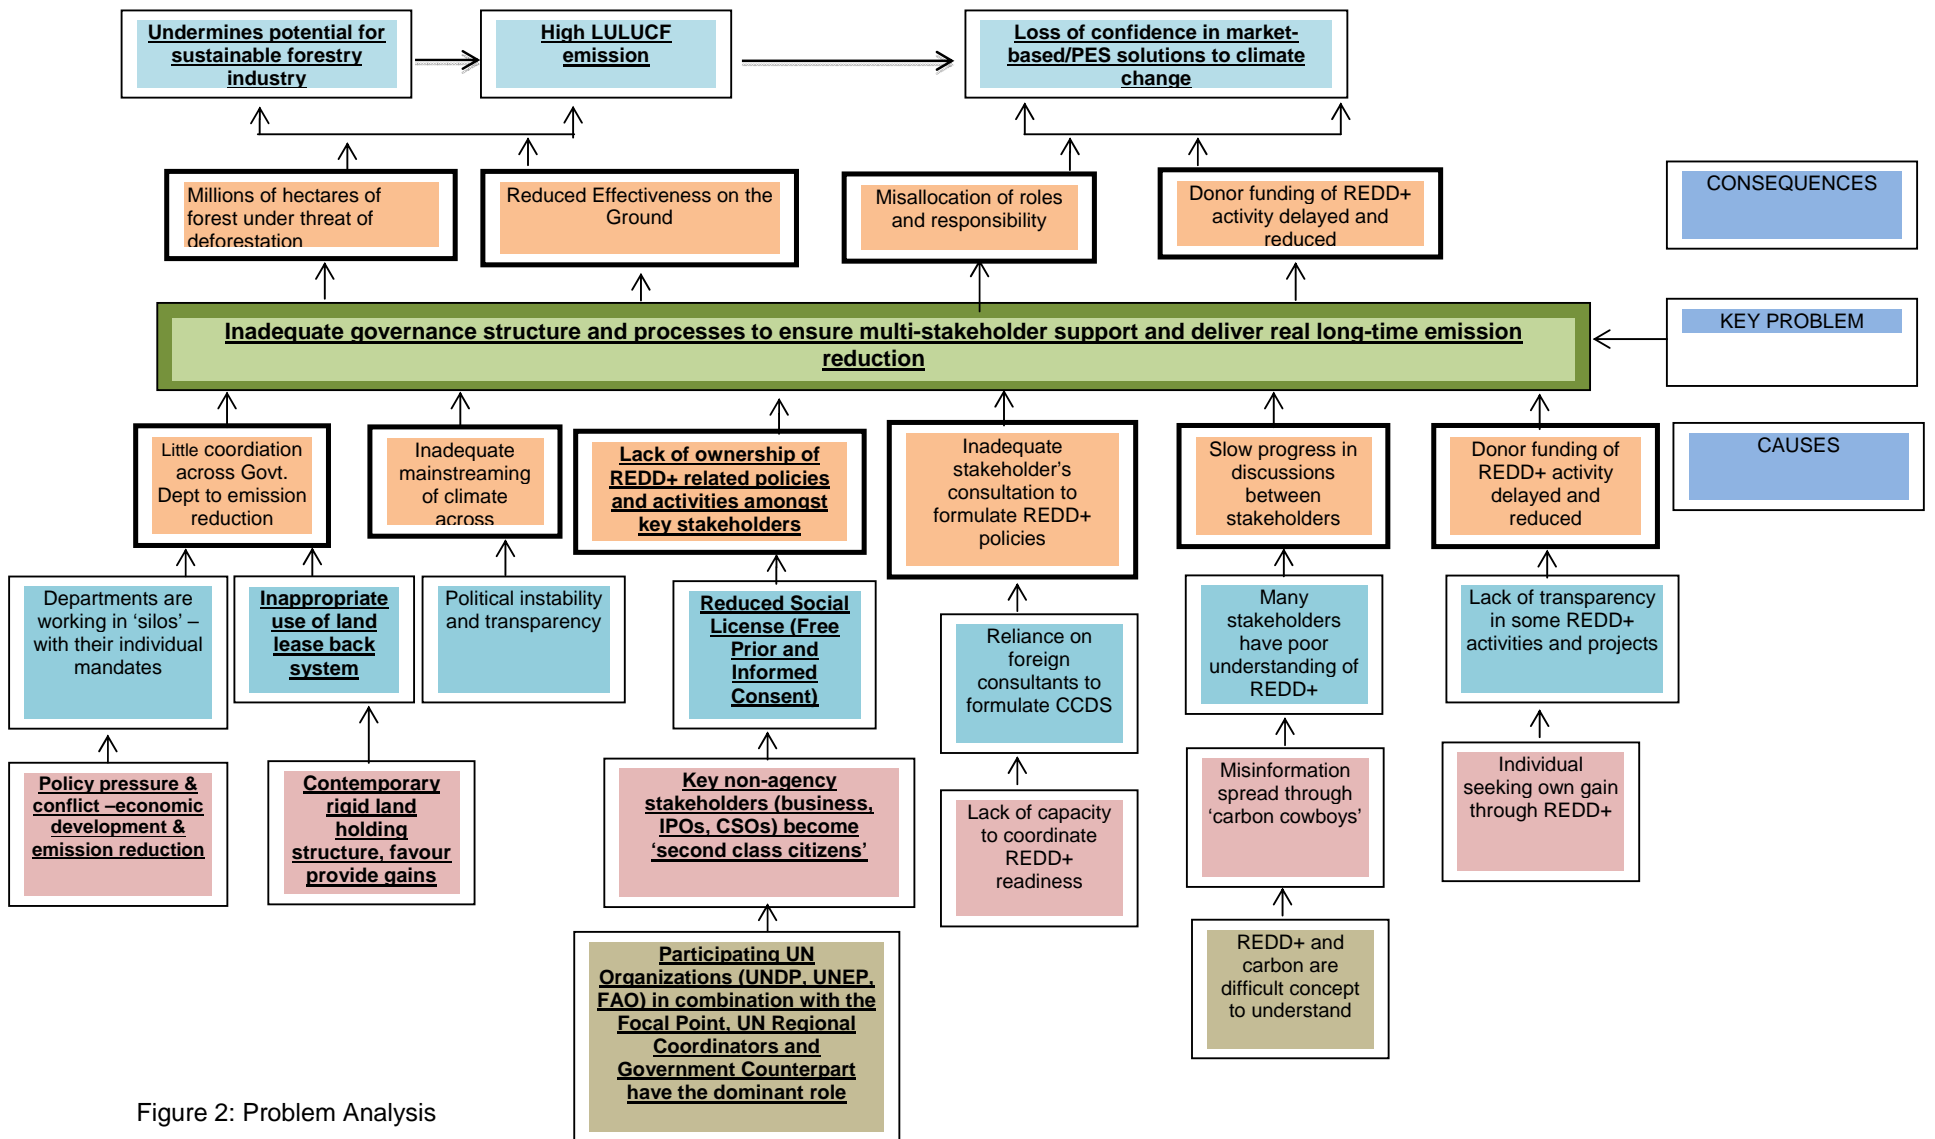 Undermines potential for
sustainable forestry
industry
High LULUCF
emission
Loss of confidence in market-
based/PES solutions to climate
change
Millions of hectares of
forest under threat of
deforestation
Reduced Effectiveness on the
Ground
Misallocation of roles
and responsibility
Donor funding of REDD+
activity delayed and
reduced
CONSEQUENCES
Inadequate governance structure and processes to ensure multi-stakeholder support and deliver real long-time emission
reduction
KEY PROBLEM
Little coordiation
across Govt.
Dept to emission
reduction
Inadequate
mainstreaming
of climate
across
Lack of ownership of
REDD+ related policies
and activities amongst
key stakeholders
Inadequate
stakeholder's
consultation to
formulate REDD+
policies
Slow progress in
discussions
between
stakeholders
Donor funding of
REDD+ activity
delayed and
reduced
CAUSES
Departments are
working in 'silos' –
with their individual
mandates
Inappropriate
use of land
lease back
system
Political instability
and transparency
Reduced Social
License (Free
Prior and
Informed
Consent)
Reliance on
foreign
consultants to
formulate CCDS
Many
stakeholders
have poor
understanding of
REDD+
Lack of transparency
in some REDD+
activities and projects
Policy pressure &
conflict –economic
development &
emission reduction
Contemporary
rigid land
holding
structure, favour
provide gains
Key non-agency
stakeholders (business,
IPOs, CSOs) become
'second class citizens'
Lack of capacity
to coordinate
REDD+
readiness
Misinformation
spread through
'carbon cowboys'
Individual
seeking own gain
through REDD+
Participating UN
Organizations (UNDP, UNEP,
FAO) in combination with the
Focal Point, UN Regional
Coordinators and
Government Counterpart
have the dominant role
REDD+ and
carbon are
difficult concept
to understand
Figure 2: Problem Analysis